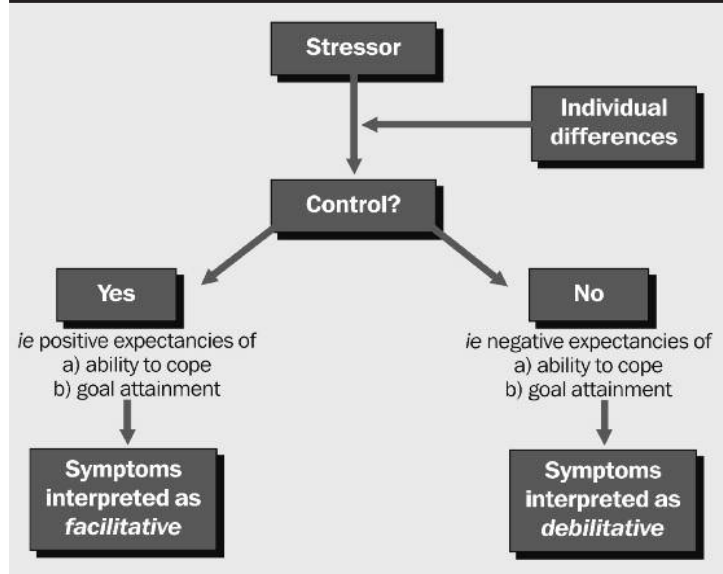 Stressor
Individual
differences
Control?
Yes
ie positive expectancies of
a) ability to cope
b) goal attainment
Symptoms
interpreted as
facilitative
No
ie negative expectancies of
a) ability to cope
b) goal attainment
Symptoms
interpreted as
debilitative